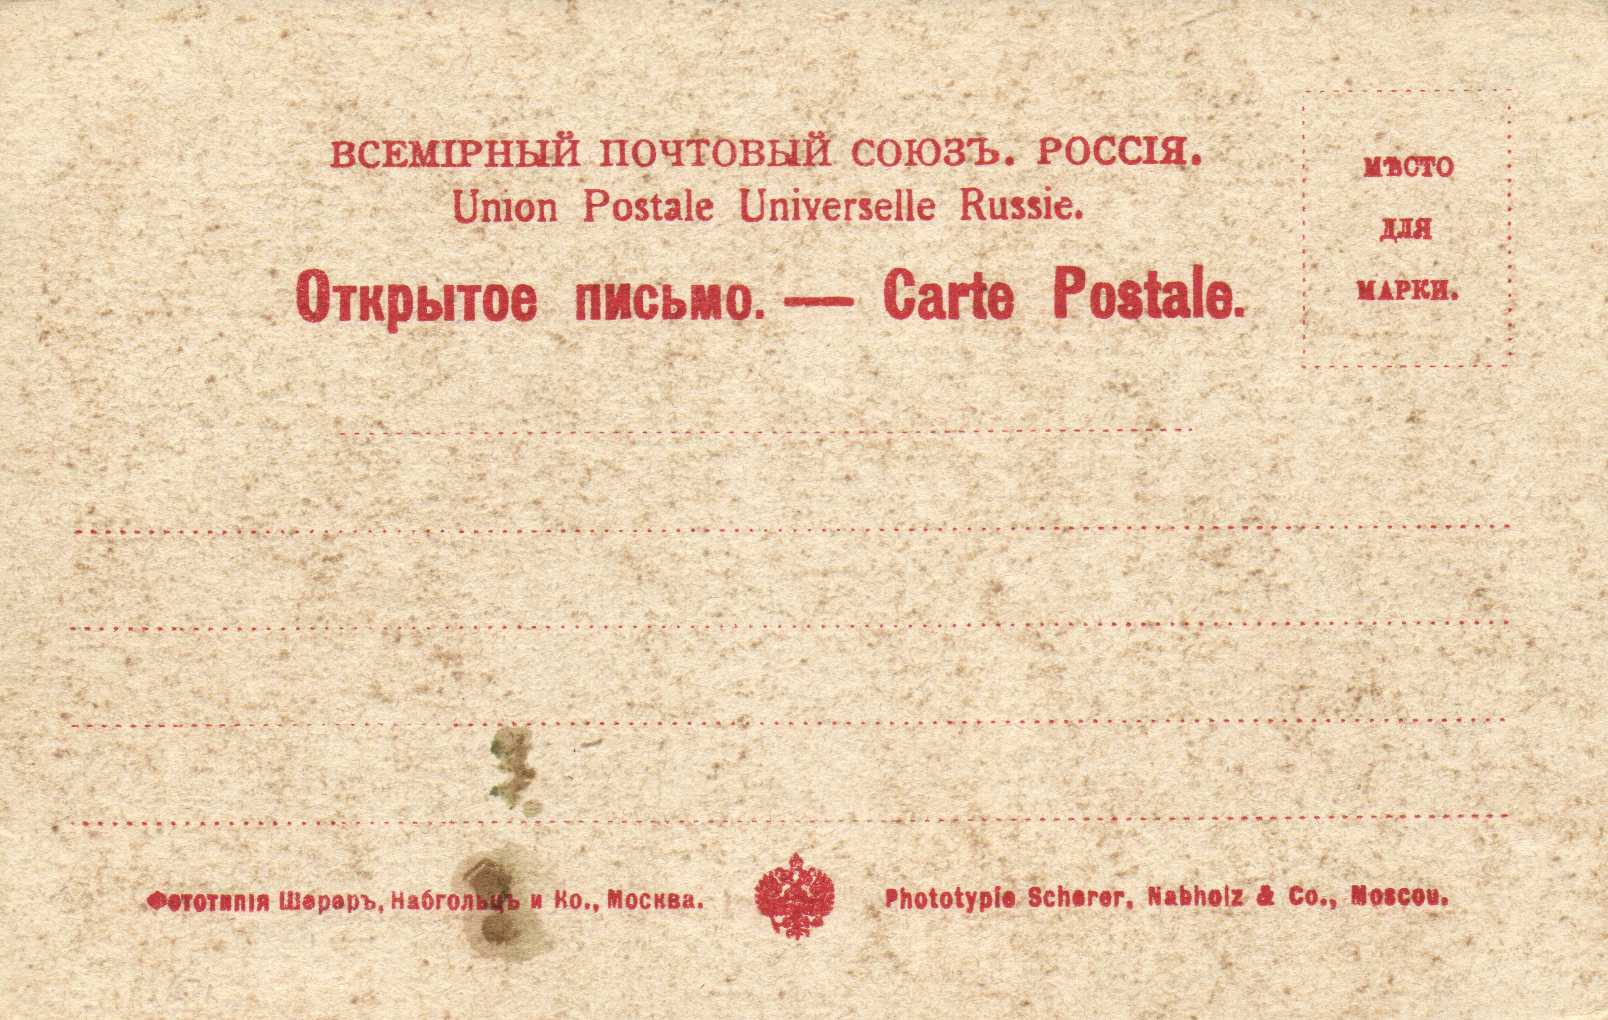 ВСЕМІРНЫЙ ПОЧТОВЫЙ СОЮЗЪ. РОССІЯ.
Union Postale Universelle Russie.
Открытое письмо. — Carte Postale.
МѢСТО
ДЛЯ
МАРКИ.
Фототипія Шереръ, Набгольцъ и Ко., Москва.
Phototypie Scherer, Nabholz & Co., Moscou.